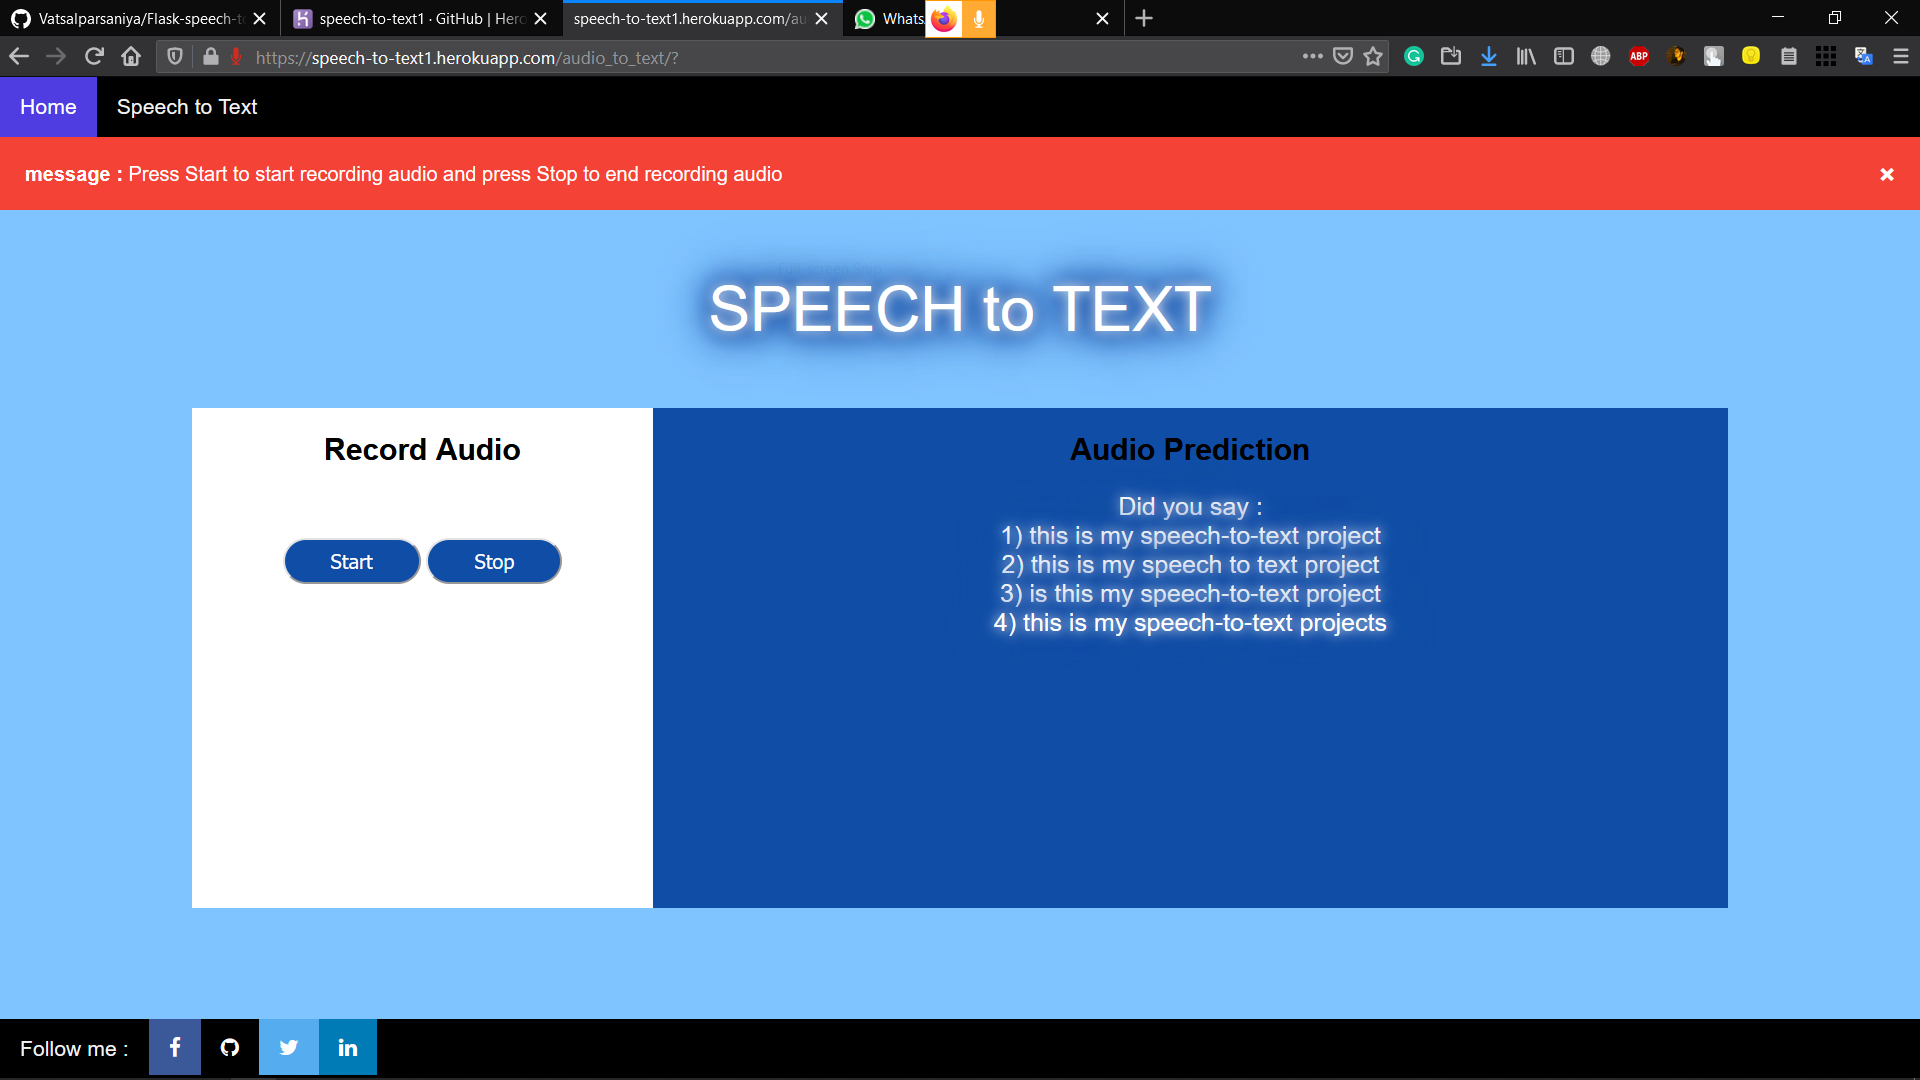 Vatsalparsaniya/Flask-speech-t
speech-to-text1 · GitHub | Her
speech-to-text1.herokuapp.com/au
Whats
https://speech-to-text1.herokuapp.com/audio_to_text/?
ABP
Home
Speech to Text
message : Press Start to start recording audio and press Stop to end recording audio
SPEECH to TEXT
Record Audio
Start
Stop
Audio Prediction
Did you say :
1) this is my speech-to-text project
2) this is my speech to text project
3) is this my speech-to-text project
4) this is my speech-to-text projects
Follow me :